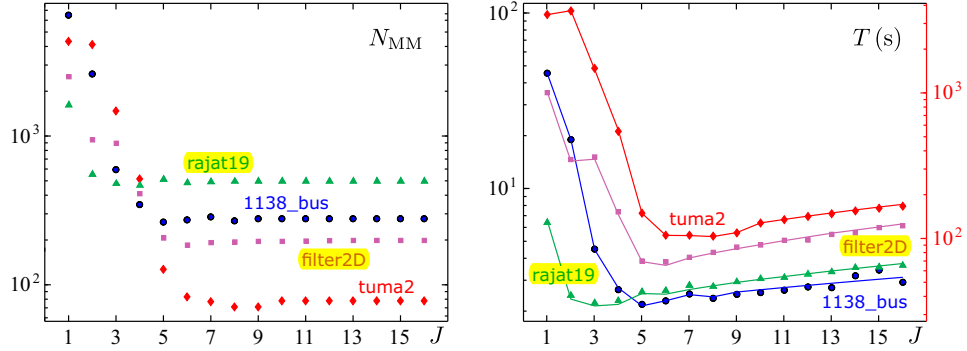 N_MM
10^3
10^2
rajat19
1138_bus
filter2D
tuma2
1 3 5 7 9 11 13 15 J
T (s)
10^2
10^1
10^3
10^2
tuma2
filter2D
rajat19
1138_bus
1 3 5 7 9 11 13 15 J